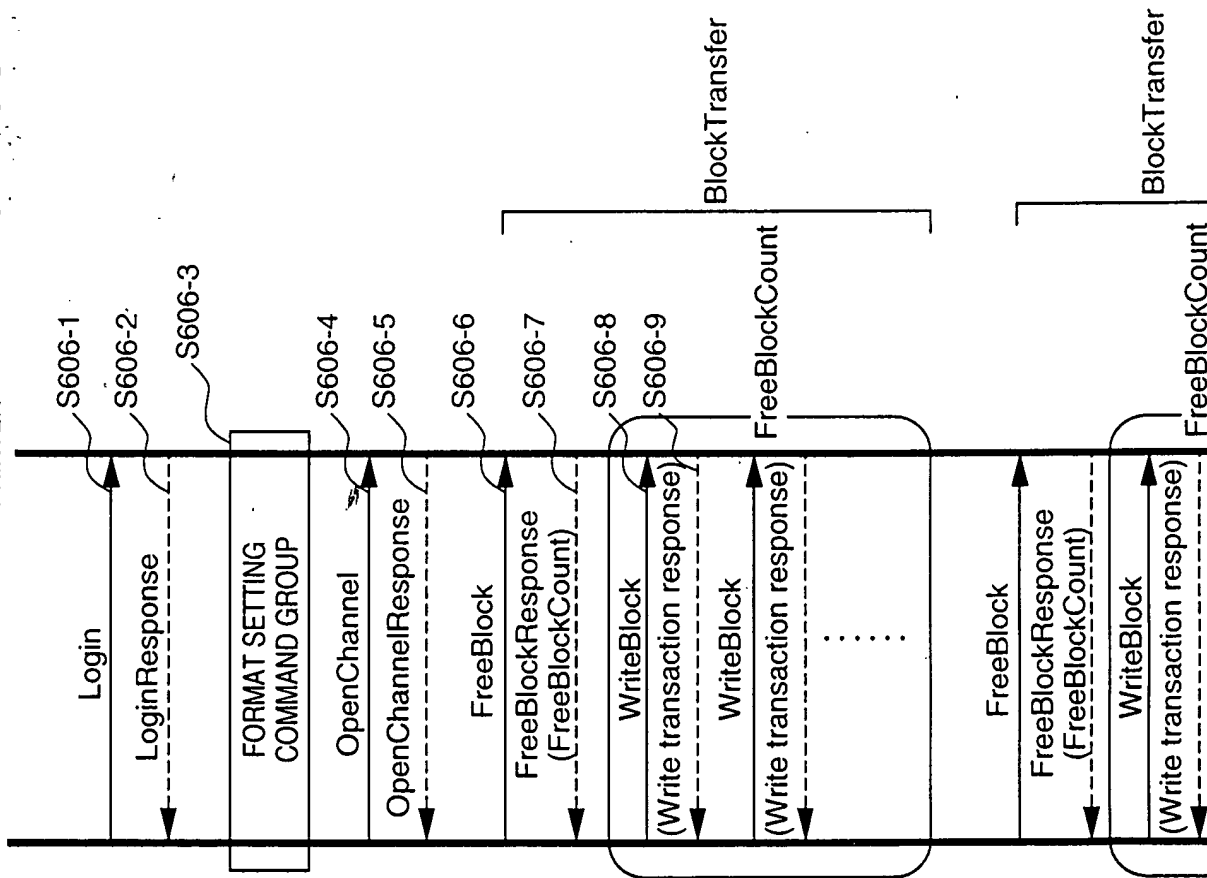 Login
S606-1
LoginResponse
S606-2
FORMAT SETTING
COMMAND GROUP
S606-3
OpenChannel
S606-4
OpenChannelResponse
S606-5
FreeBlock
S606-6
FreeBlockResponse
(FreeBlockCount)
S606-7
WriteBlock
S606-8
(Write transaction response)
S606-9
WriteBlock
(Write transaction response)
......
FreeBlockCount
BlockTransfer
FreeBlock
FreeBlockResponse
(FreeBlockCount)
WriteBlock
(Write transaction response)
FreeBlockCount
BlockTransfer